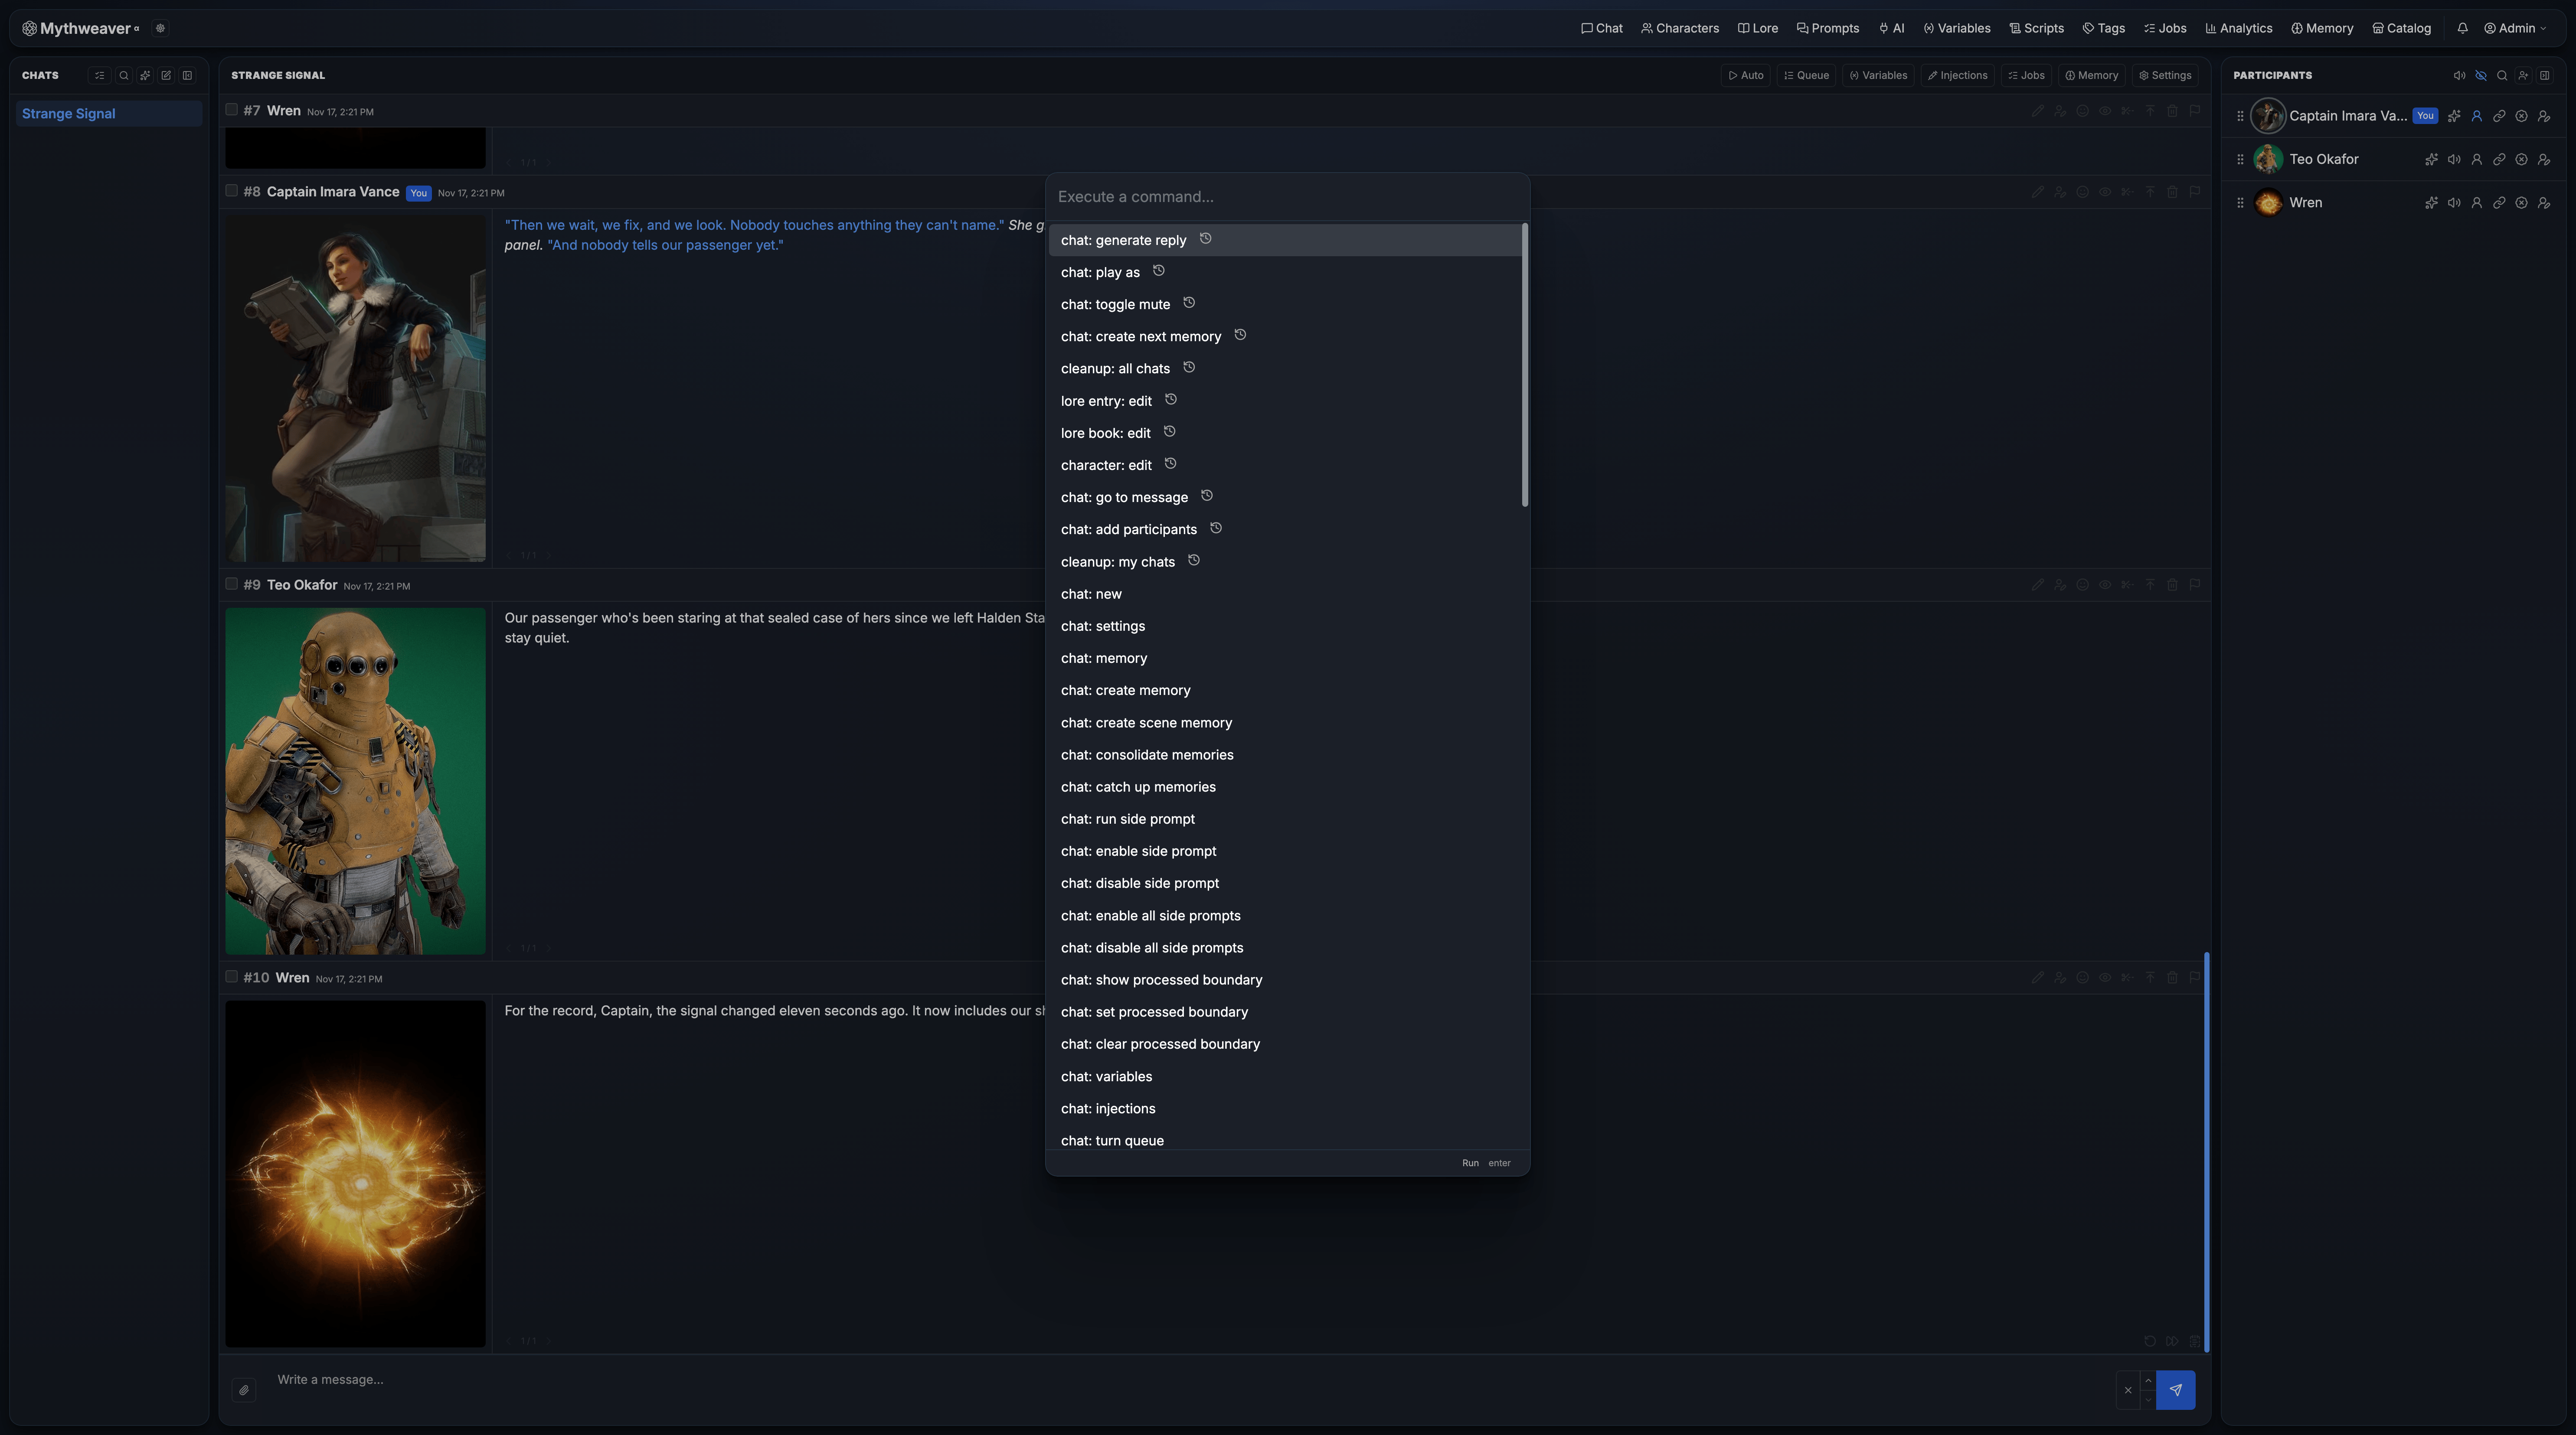 Mythweaver α
Chat Characters Lore Prompts AI Variables Scripts Tags Jobs Analytics Memory Catalog Admin
CHATS
Strange Signal
STRANGE SIGNAL
Auto Queue Variables Injections Jobs Memory Settings
#7 Wren Nov 17, 2:21 PM
1 / 1
#8 Captain Imara Vance You Nov 17, 2:21 PM
"Then we wait, we fix, and we look. Nobody touches anything they can't name." She
panel. "And nobody tells our passenger yet."
1 / 1
#9 Teo Okafor Nov 17, 2:21 PM
Our passenger who's been staring at that sealed case of hers since we left Halden
stay quiet.
1 / 1
#10 Wren Nov 17, 2:21 PM
For the record, Captain, the signal changed eleven seconds ago. It now includes our
1 / 1
Write a message...
Execute a command...
chat: generate reply
chat: play as
chat: toggle mute
chat: create next memory
cleanup: all chats
lore entry: edit
lore book: edit
character: edit
chat: go to message
chat: add participants
cleanup: my chats
chat: new
chat: settings
chat: memory
chat: create memory
chat: create scene memory
chat: consolidate memories
chat: catch up memories
chat: run side prompt
chat: enable side prompt
chat: disable side prompt
chat: enable all side prompts
chat: disable all side prompts
chat: show processed boundary
chat: set processed boundary
chat: clear processed boundary
chat: variables
chat: injections
chat: turn queue
Run enter
PARTICIPANTS
Captain Imara Va... You
Teo Okafor
Wren